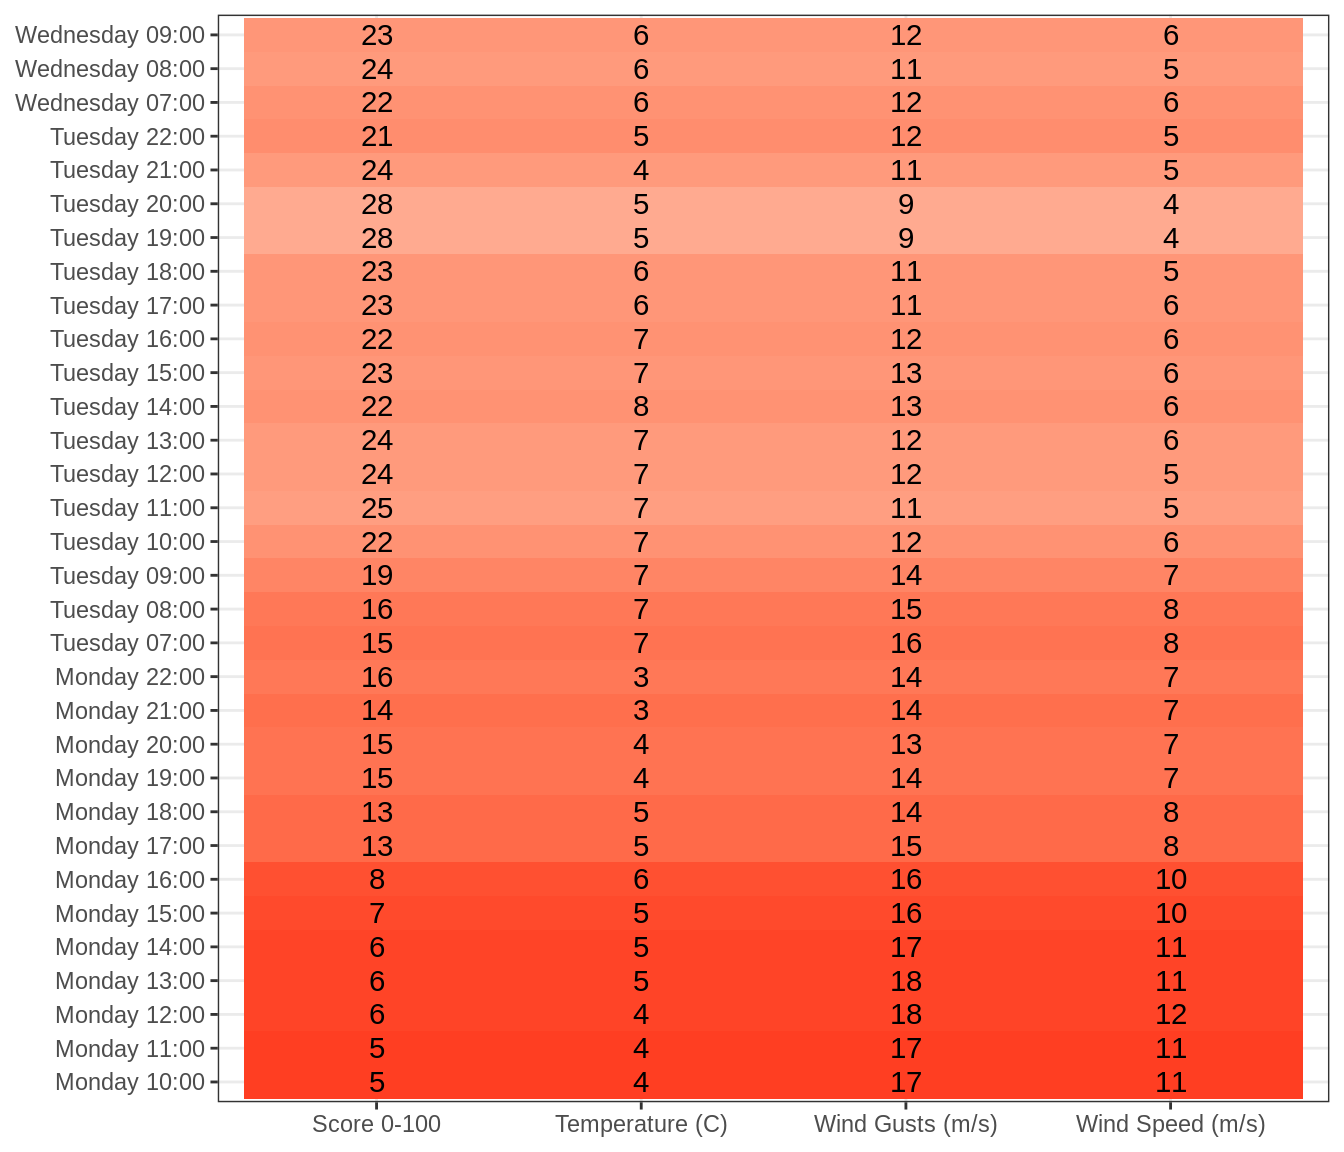 Wednesday 09:00 23 6 12 6
Wednesday 08:00 24 6 11 5
Wednesday 07:00 22 6 12 6
Tuesday 22:00 21 5 12 5
Tuesday 21:00 24 4 11 5
Tuesday 20:00 28 5 9 4
Tuesday 19:00 28 5 9 4
Tuesday 18:00 23 6 11 5
Tuesday 17:00 23 6 11 6
Tuesday 16:00 22 7 12 6
Tuesday 15:00 23 7 13 6
Tuesday 14:00 22 8 13 6
Tuesday 13:00 24 7 12 6
Tuesday 12:00 24 7 12 5
Tuesday 11:00 25 7 11 5
Tuesday 10:00 22 7 12 6
Tuesday 09:00 19 7 14 7
Tuesday 08:00 16 7 15 8
Tuesday 07:00 15 7 16 8
Monday 22:00 16 3 14 7
Monday 21:00 14 3 14 7
Monday 20:00 15 4 13 7
Monday 19:00 15 4 14 7
Monday 18:00 13 5 14 8
Monday 17:00 13 5 15 8
Monday 16:00 8 6 16 10
Monday 15:00 7 5 16 10
Monday 14:00 6 5 17 11
Monday 13:00 6 5 18 11
Monday 12:00 6 4 18 12
Monday 11:00 5 4 17 11
Monday 10:00 5 4 17 11
Score 0-100 Temperature (C) Wind Gusts (m/s) Wind Speed (m/s)